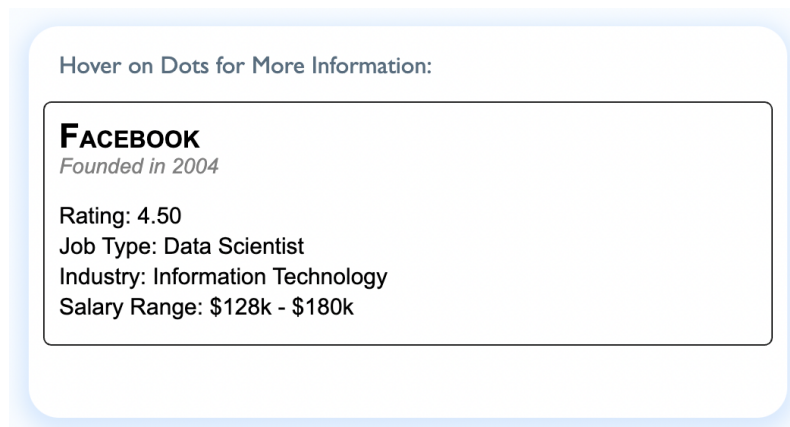 Hover on Dots for More Information:
FACEBOOK
Founded in 2004
Rating: 4.50
Job Type: Data Scientist
Industry: Information Technology
Salary Range: $128k - $180k